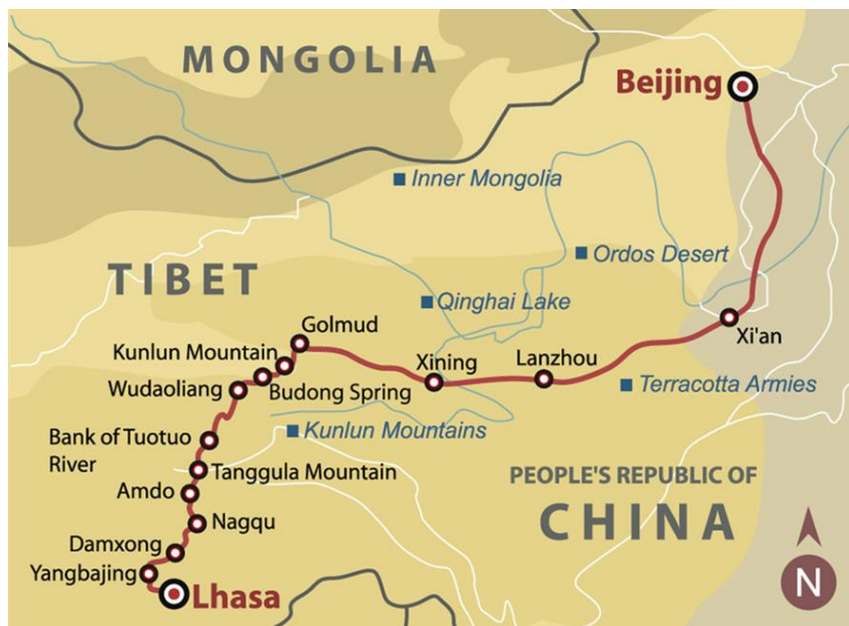 MONGOLIA
Beijing
Inner Mongolia
Ordos Desert
TIBET
Qinghai Lake
Golmud
Xi'an
Kunlun Mountain
Xining
Lanzhou
Wudaoliang
Budong Spring
Terracotta Armies
Bank of Tuotuo
River
Kunlun Mountains
Tanggula Mountain
PEOPLE'S REPUBLIC OF
CHINA
Amdo
Nagqu
Damxong
Yangbajing
Lhasa
N